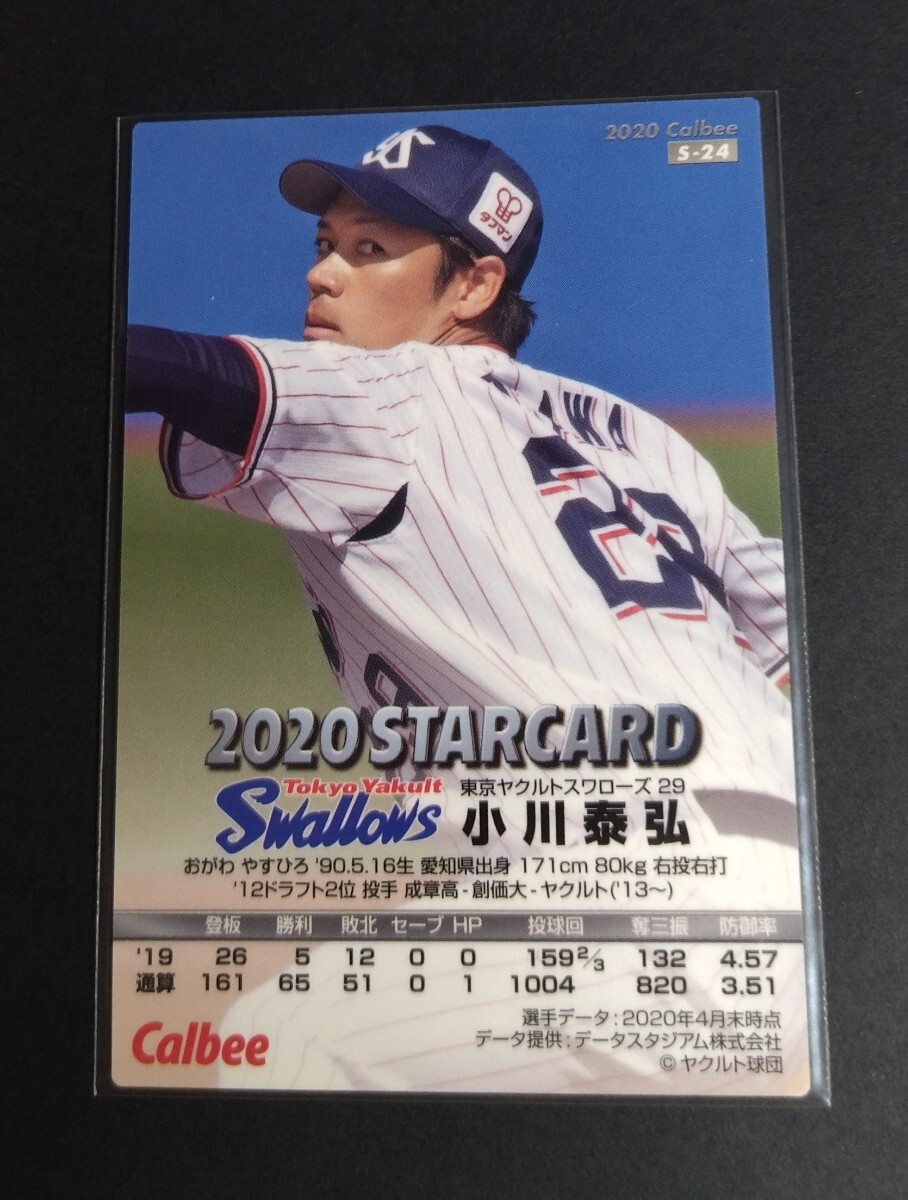 2020 Calbee
S-24
タフマン
AWA
2
2020 STARCARD
Tokyo Yakult
Swallows
東京ヤクルトスワローズ 29
小川泰弘
おがわ やすひろ '90.5.16生 愛知県出身 171cm 80kg 右投右打
'12ドラフト2位 投手 成章高-創価大-ヤクルト('13〜)
登板 勝利 敗北 セーブ HP 投球回 奪三振 防御率
'19 26 5 12 0 0 159 2/3 132 4.57
通算 161 65 51 0 1 1004 820 3.51
Calbee
選手データ:2020年4月末時点
データ提供:データスタジアム株式会社
© ヤクルト球団